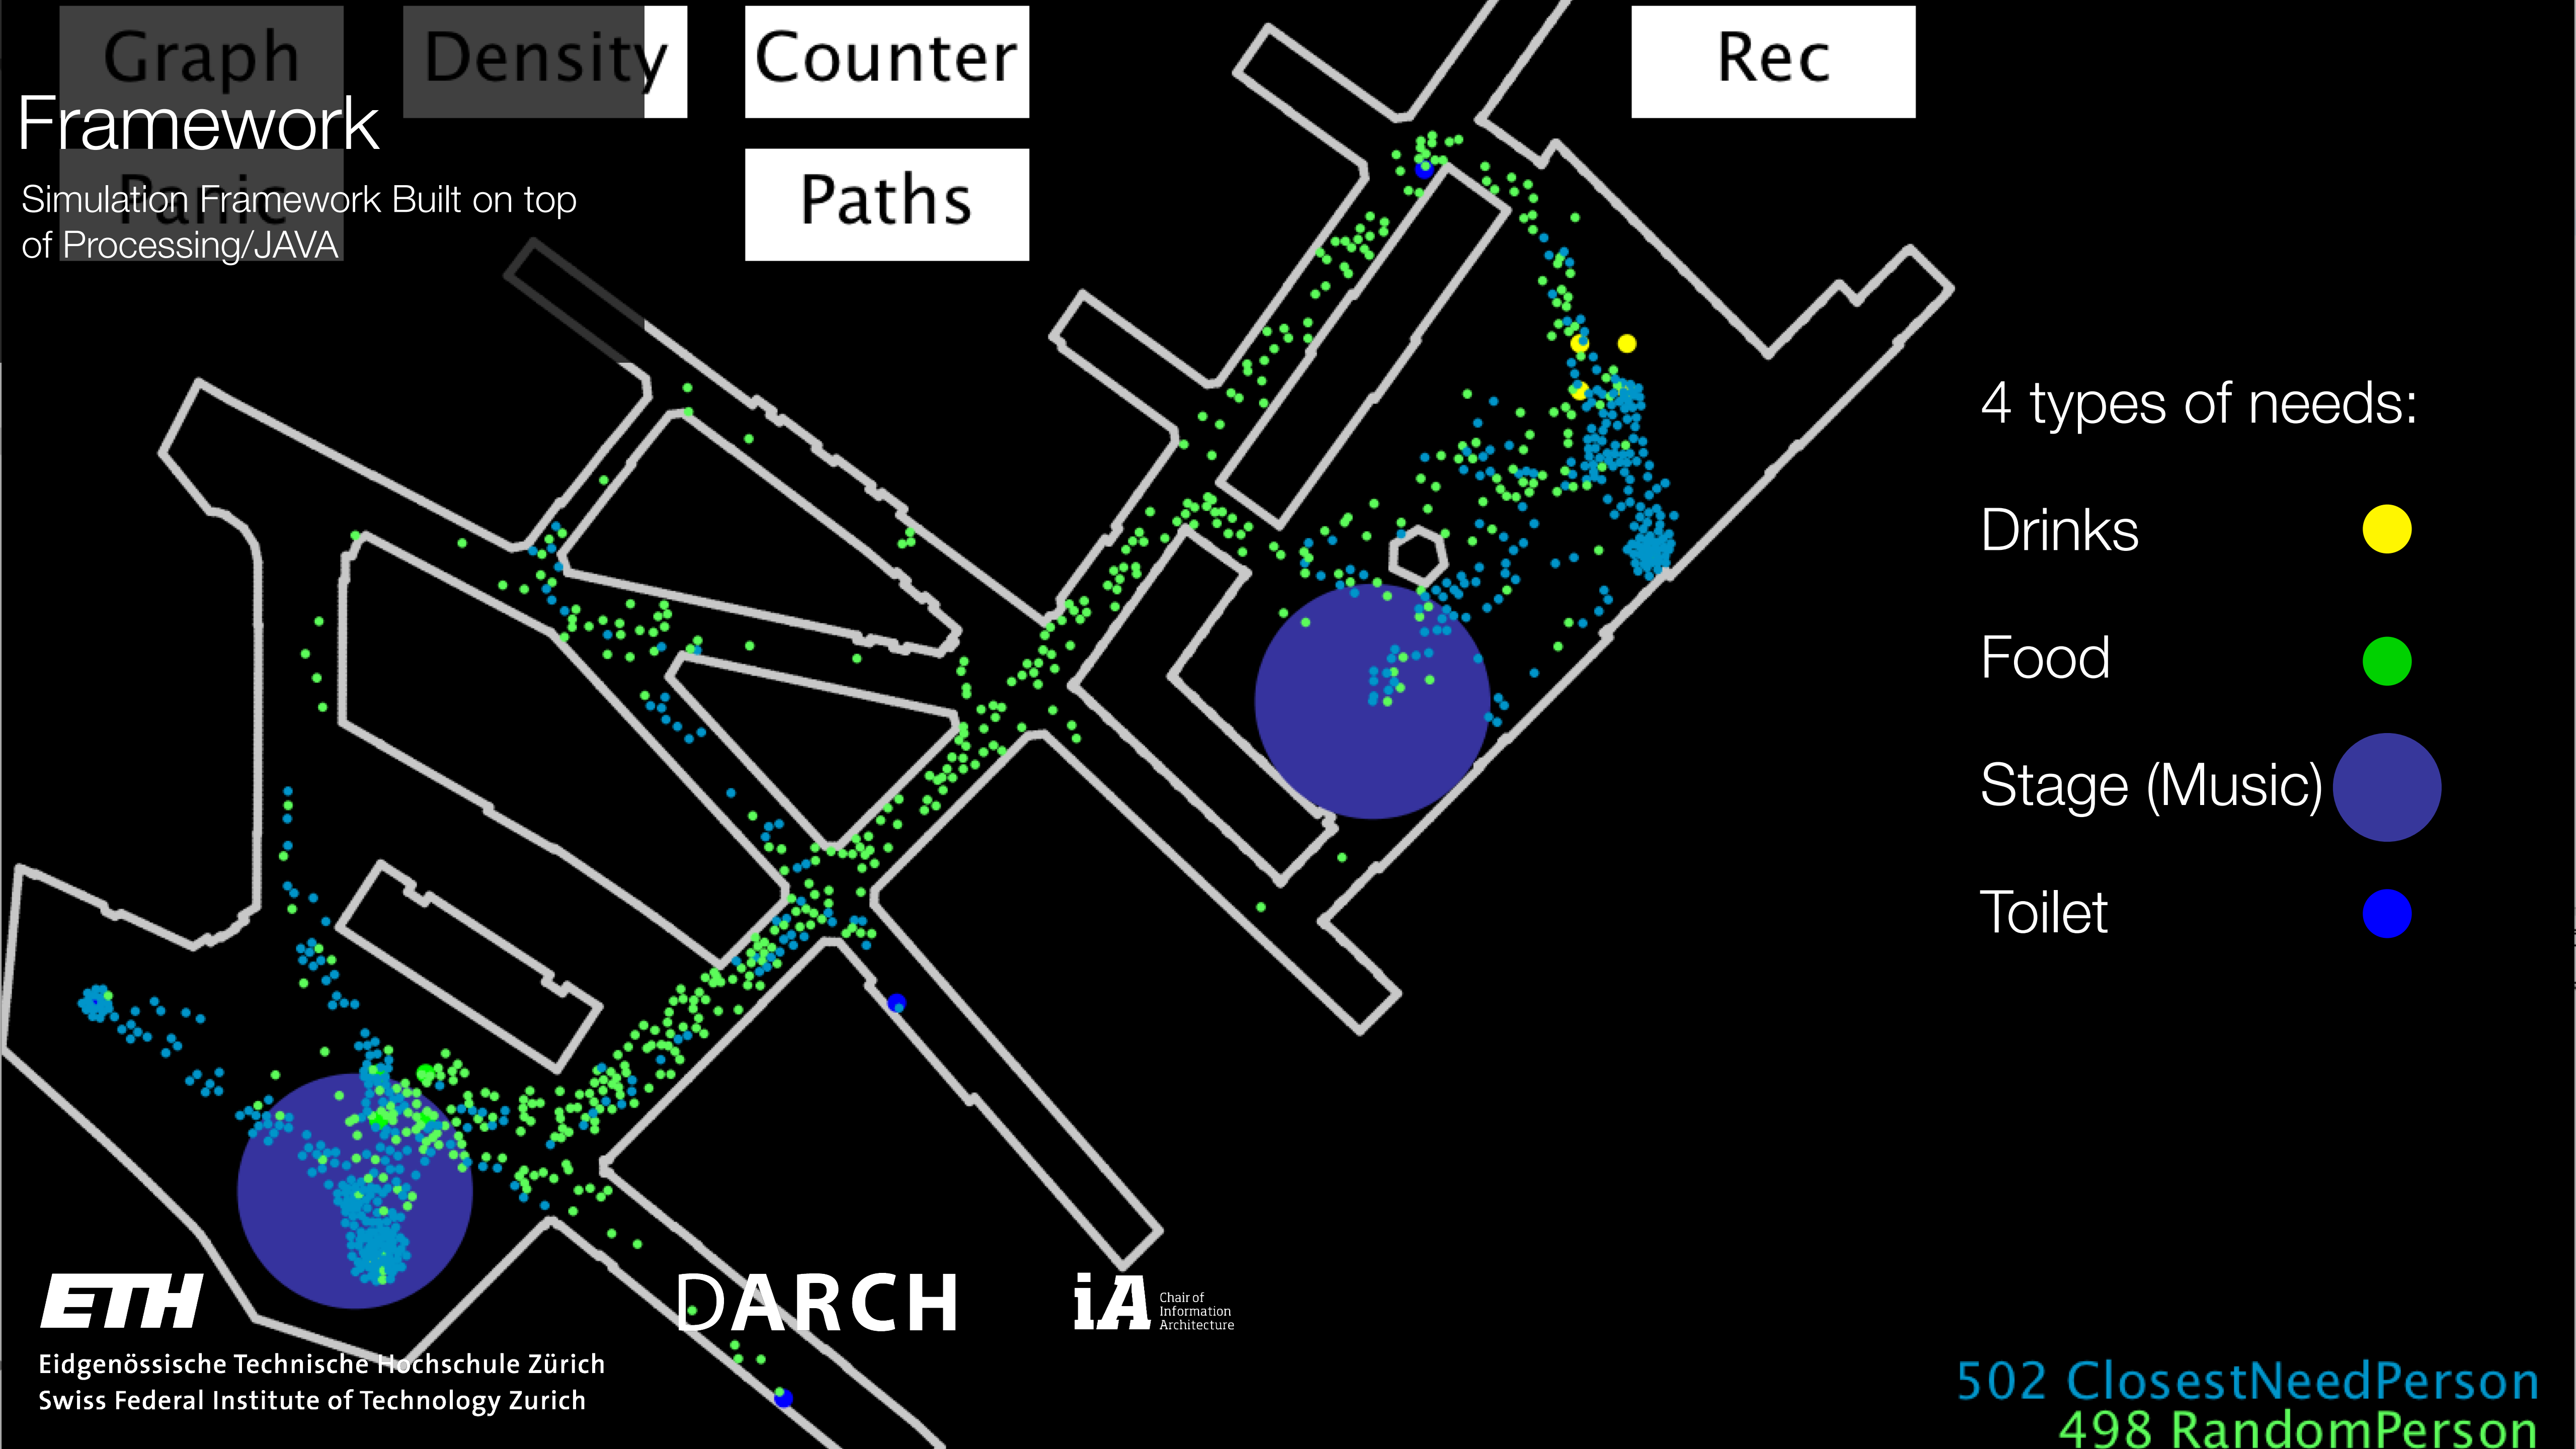 Graph
Density
Counter
Rec
Framework
Panic
Paths
Simulation Framework Built on top
of Processing/JAVA
4 types of needs:
Drinks
Food
Stage (Music)
Toilet
ETH
Eidgenössische Technische Hochschule Zürich
Swiss Federal Institute of Technology Zurich
DARCH
iA
Chair of
Information
Architecture
502 ClosestNeedPerson
498 RandomPerson